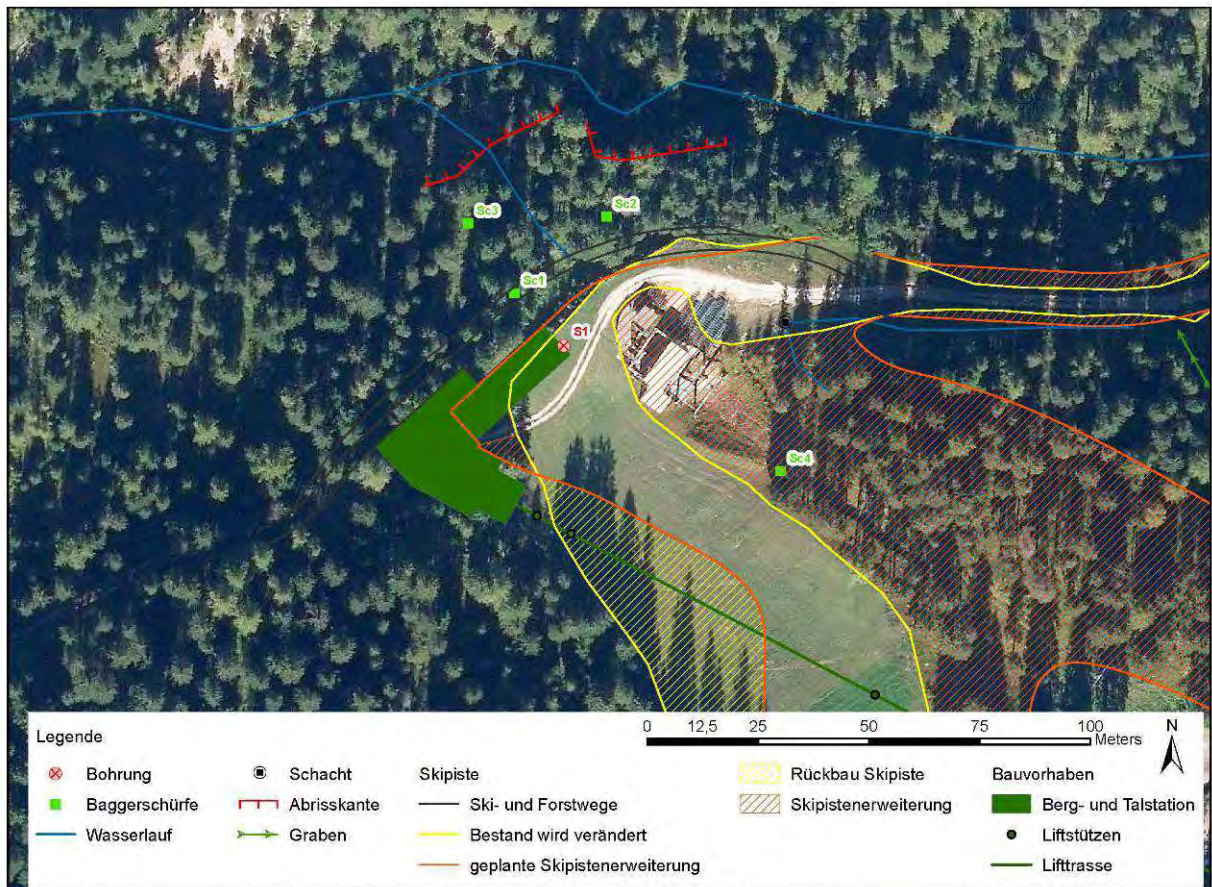 Sc3
Sc2
Sc1
S1
Sc4
Legende
0 12,5 25 50 75 100
Meters
N
Bohrung
Schacht
Skipiste
Rückbau Skipiste
Bauvorhaben
Baggerschürfe
Abrisskante
Ski- und Forstwege
Skipistenerweiterung
Berg- und Talstation
Wasserlauf
Graben
Bestand wird verändert
Liftstützen
geplante Skipistenerweiterung
Lifttrasse